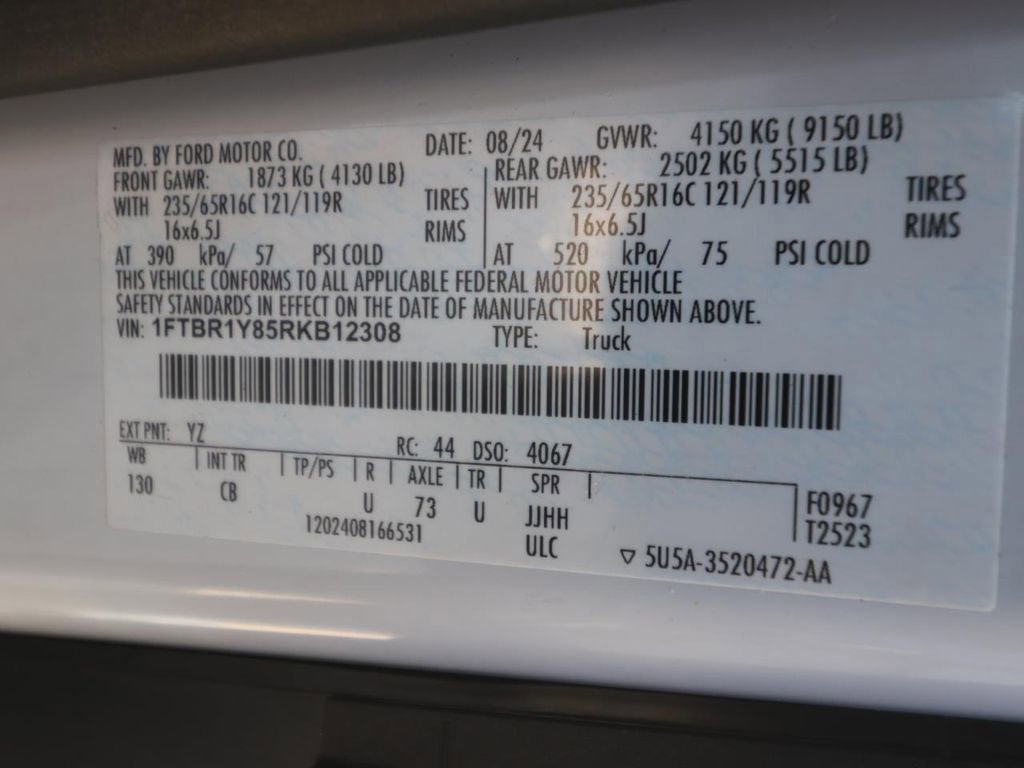 MFD. BY FORD MOTOR CO. DATE: 08/24 GVWR: 4150 KG ( 9150 LB)
FRONT GAWR: 1873 KG ( 4130 LB) REAR GAWR: 2502 KG ( 5515 LB)
WITH 235/65R16C 121/119R TIRES WITH 235/65R16C 121/119R TIRES
16x6.5J RIMS 16x6.5J RIMS
AT 390 kPa/ 57 PSI COLD AT 520 kPa/ 75 PSI COLD
THIS VEHICLE CONFORMS TO ALL APPLICABLE FEDERAL MOTOR VEHICLE
SAFETY STANDARDS IN EFFECT ON THE DATE OF MANUFACTURE SHOWN ABOVE.
VIN: 1FTBR1Y85RKB12308 TYPE: Truck
EXT PNT: YZ RC: 44 DSO: 4067
WB INT TR TP/PS R AXLE TR SPR
130 CB U 73 U JJHH F0967
1202408166531 ULC T2523
▽ 5U5A-3520472-AA